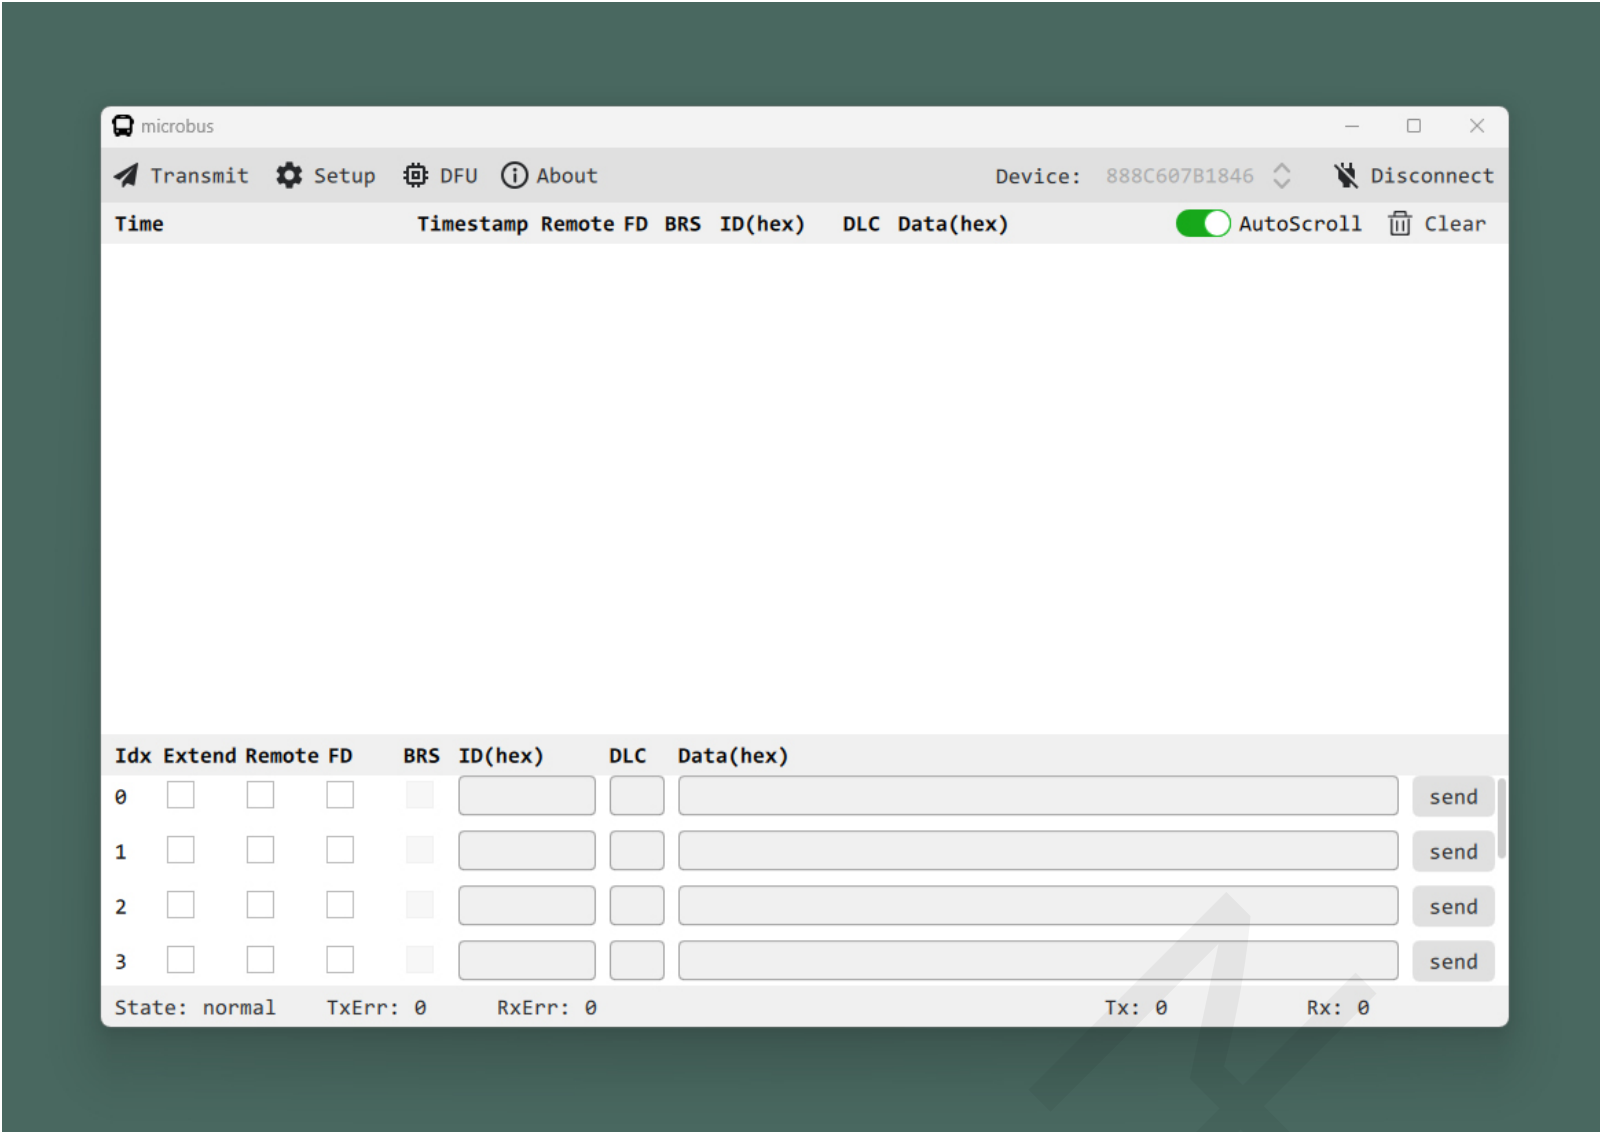 microbus
Transmit Setup DFU About Device: 888C607B1846 Disconnect
Time Timestamp Remote FD BRS ID(hex) DLC Data(hex) AutoScroll Clear
Idx Extend Remote FD BRS ID(hex) DLC Data(hex)
0 send
1 send
2 send
3 send
State: normal TxErr: 0 RxErr: 0 Tx: 0 Rx: 0